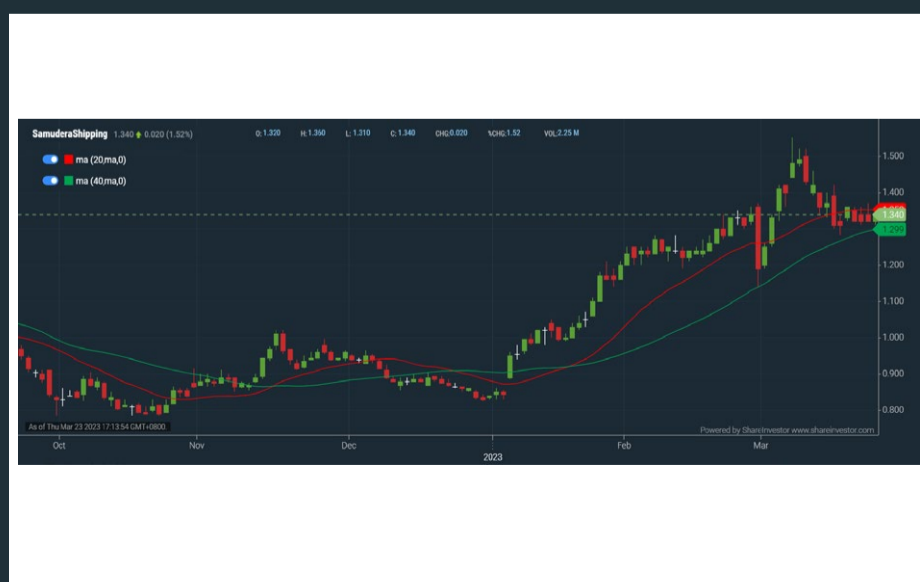 SamuderaShipping 1.340 0.020 (1.52%) O:1.320 H:1.350 L:1.310 C:1.340 CHG:0.020 %CHG:1.52 VOL:2.25 M
ma (20,ma,0)
ma (40,ma,0)
1.500
1.400
1.340
1.299
1.200
1.100
1.000
0.900
0.800
As of Thu Mar 23 2023 17:13:54 GMT+0800
Powered by ShareInvestor www.shareinvestor.com
Oct Nov Dec 2023 Feb Mar